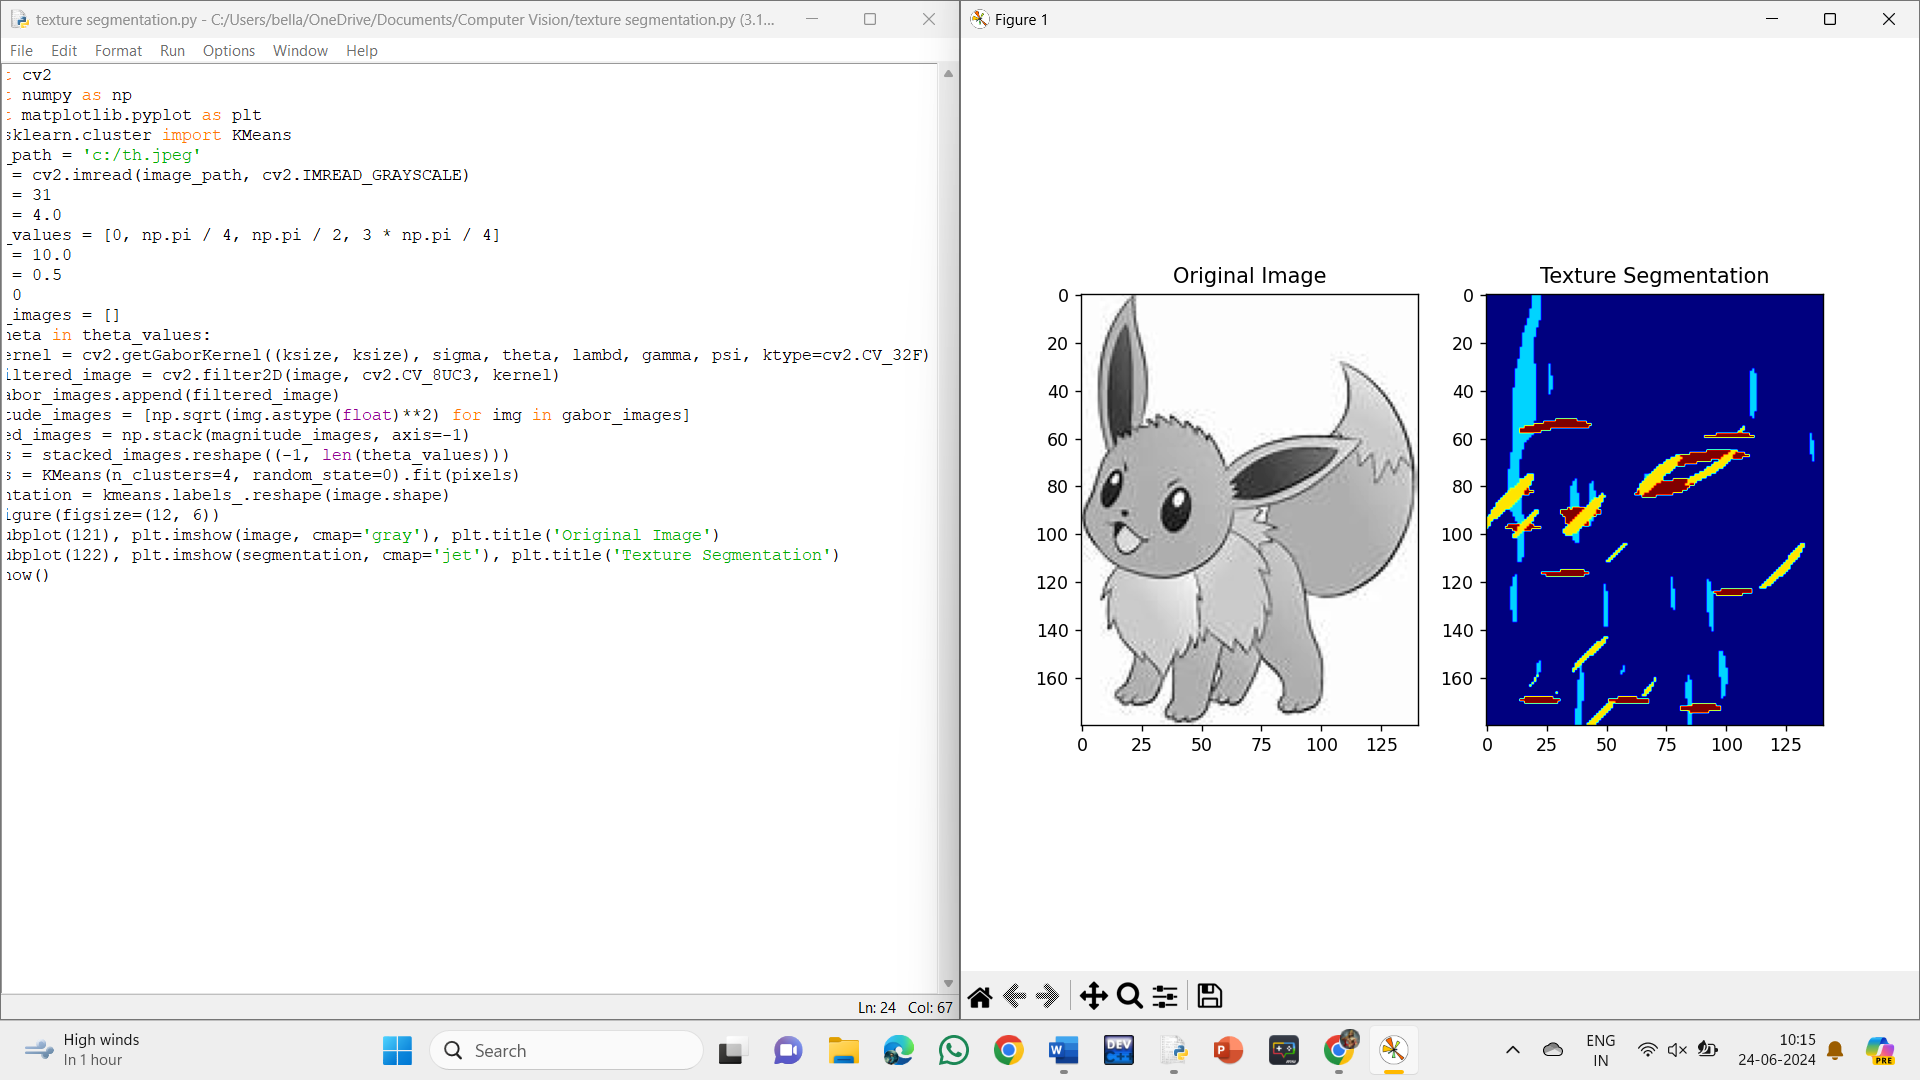 texture segmentation.py - C:/Users/bella/OneDrive/Documents/Computer Vision/texture segmentation.py (3.1...
File Edit Format Run Options Window Help
cv2
numpy as np
matplotlib.pyplot as plt
sklearn.cluster import KMeans
_path = 'c:/th.jpeg'
= cv2.imread(image_path, cv2.IMREAD_GRAYSCALE)
= 31
= 4.0
_values = [0, np.pi / 4, np.pi / 2, 3 * np.pi / 4]
= 10.0
= 0.5
0
_images = []
heta in theta_values:
ernel = cv2.getGaborKernel((ksize, ksize), sigma, theta, lambd, gamma, psi, ktype=cv2.CV_32F)
iltered_image = cv2.filter2D(image, cv2.CV_8UC3, kernel)
abor_images.append(filtered_image)
tude_images = [np.sqrt(img.astype(float)**2) for img in gabor_images]
ed_images = np.stack(magnitude_images, axis=-1)
s = stacked_images.reshape((-1, len(theta_values)))
s = KMeans(n_clusters=4, random_state=0).fit(pixels)
ntation = kmeans.labels_.reshape(image.shape)
igure(figsize=(12, 6))
ubplot(121), plt.imshow(image, cmap='gray'), plt.title('Original Image')
ubplot(122), plt.imshow(segmentation, cmap='jet'), plt.title('Texture Segmentation')
how()
Ln: 24 Col: 67
Figure 1
Original Image
0
20
40
60
80
100
120
140
160
0 25 50 75 100 125
Texture Segmentation
0
20
40
60
80
100
120
140
160
0 25 50 75 100 125
High winds
In 1 hour
Search
DEV
C++
W
P
ENG
IN
10:15
24-06-2024
PRE